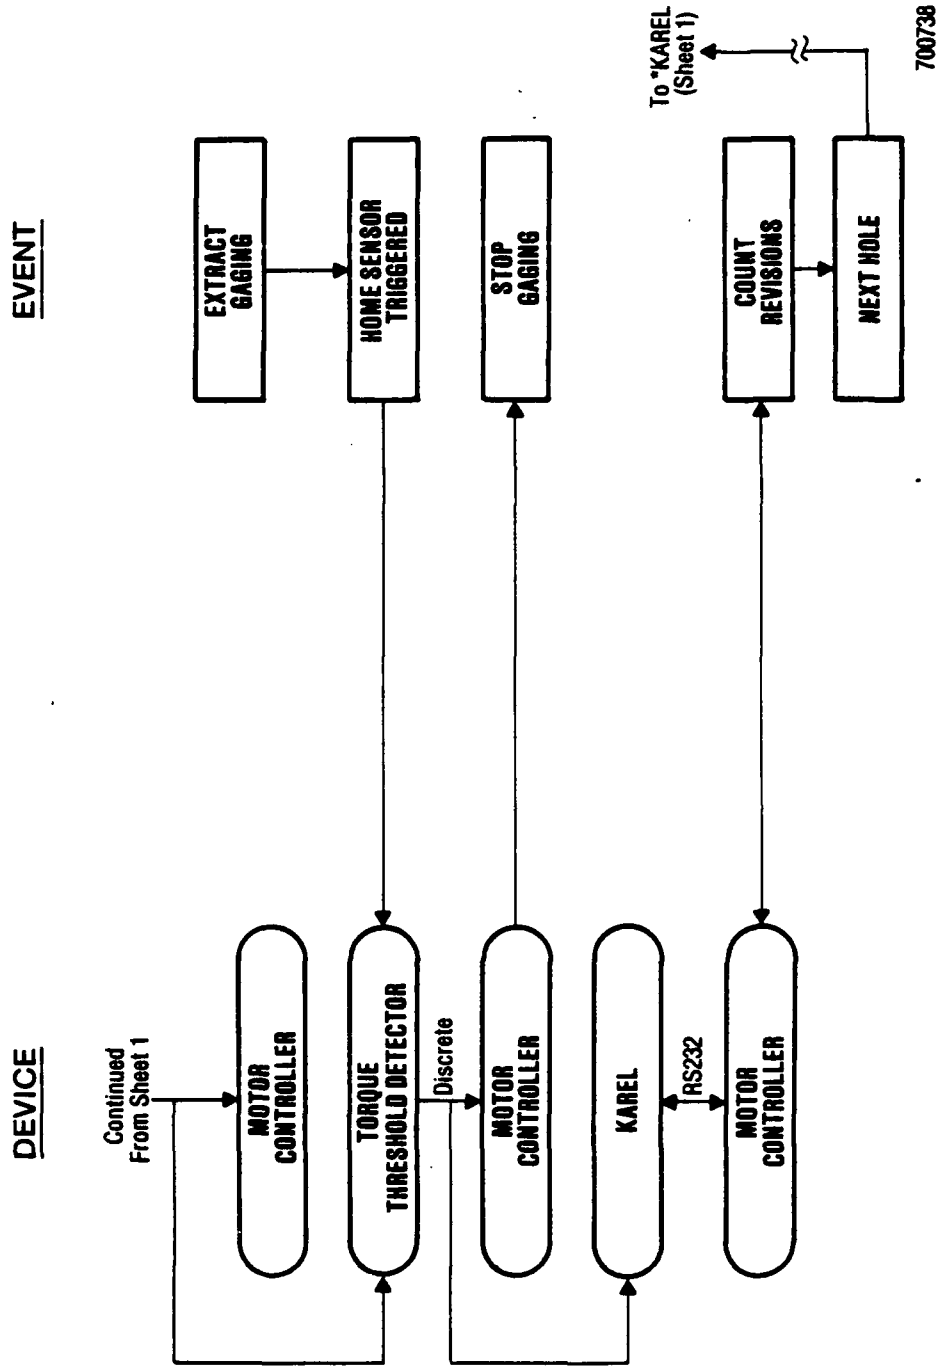 DEVICE
EVENT
Continued
From Sheet 1
MOTOR
CONTROLLER
EXTRACT
GAGING
TORQUE
THRESHOLD DETECTOR
HOME SENSOR
TRIGGERED
Discrete
MOTOR
CONTROLLER
STOP
GAGING
KAREL
RS232
MOTOR
CONTROLLER
COUNT
REVISIONS
NEXT HOLE
To *KAREL
(Sheet 1)
700738